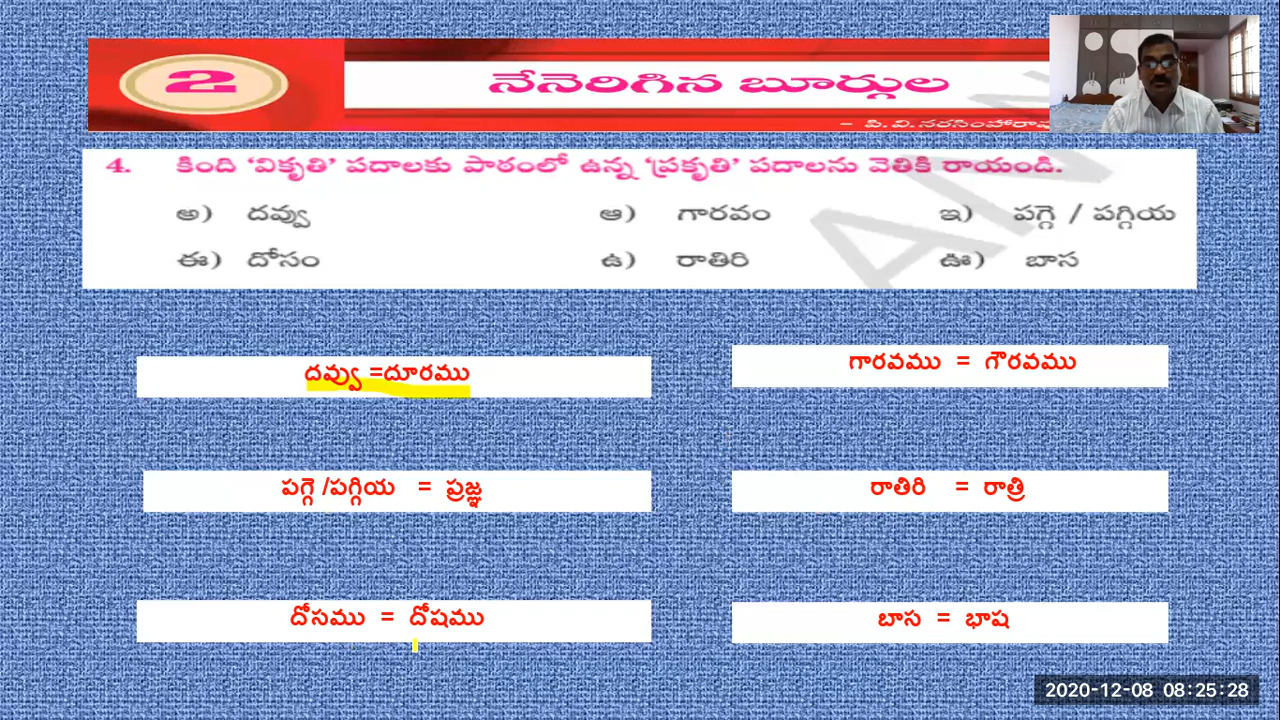 2
నేనెరిగిన బూర్గుల
– పి.వి.నరసింహారావు
4. కింది ‘వికృతి’ పదాలకు పాఠంలో ఉన్న ‘ప్రకృతి’ పదాలను వెతికి రాయండి.
అ) దవ్వు ఆ) గారవం ఇ) పగ్గె / పగ్గియ
ఈ) దోసం ఉ) రాతిరి ఊ) బాస
దవ్వు =దూరము
గారవము = గౌరవము
పగ్గె /పగ్గియ = ప్రజ్ఞ
రాతిరి = రాత్రి
దోసము = దోషము
బాస = భాష
2020-12-08 08:25:28